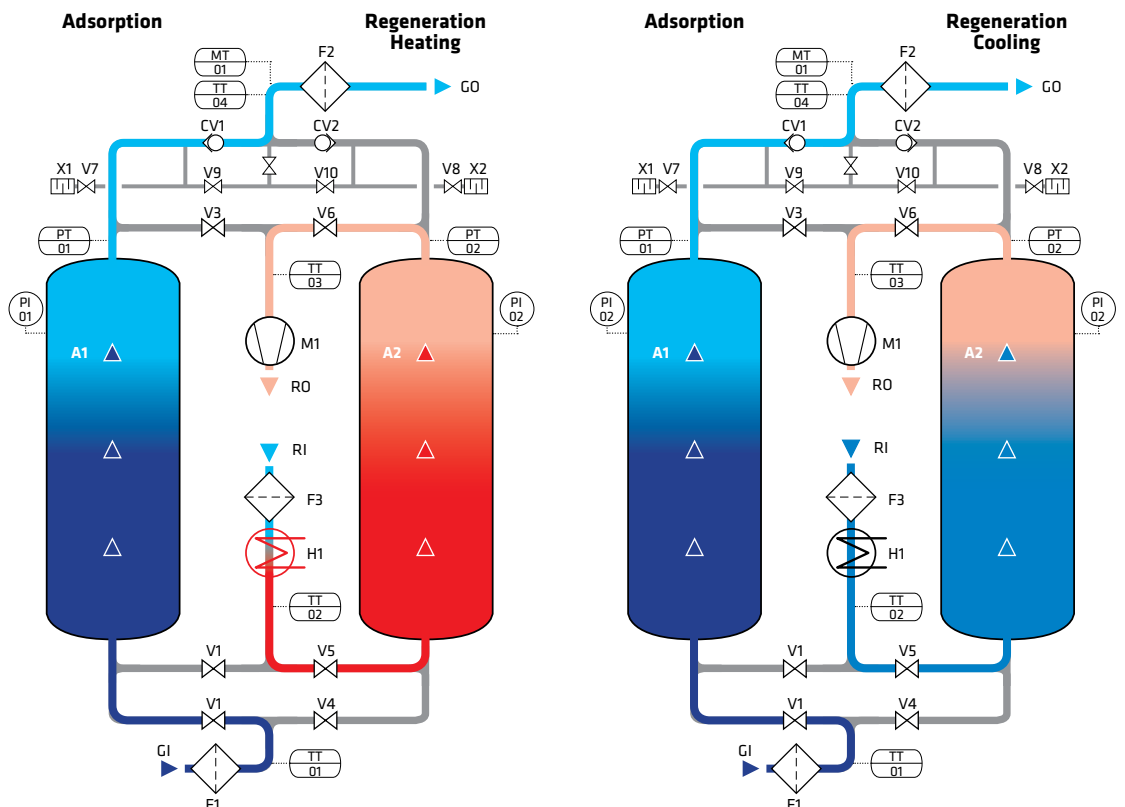 Adsorption
Regeneration
Heating
F2
MT
01
TT
04
GO
CV1
CV2
X1 V7
V9
V10
V8 X2
V3
V6
PT
01
PT
02
TT
03
PI
01
PI
02
A1
M1
A2
RO
RI
F3
H1
TT
02
V1
V5
V1
V4
GI
TT
01
F1
Adsorption
Regeneration
Cooling
F2
MT
01
TT
04
GO
CV1
CV2
X1 V7
V9
V10
V8 X2
V3
V6
PT
01
PT
02
TT
03
PI
02
PI
02
A1
M1
A2
RO
RI
F3
H1
TT
02
V1
V5
V1
V4
GI
TT
01
F1